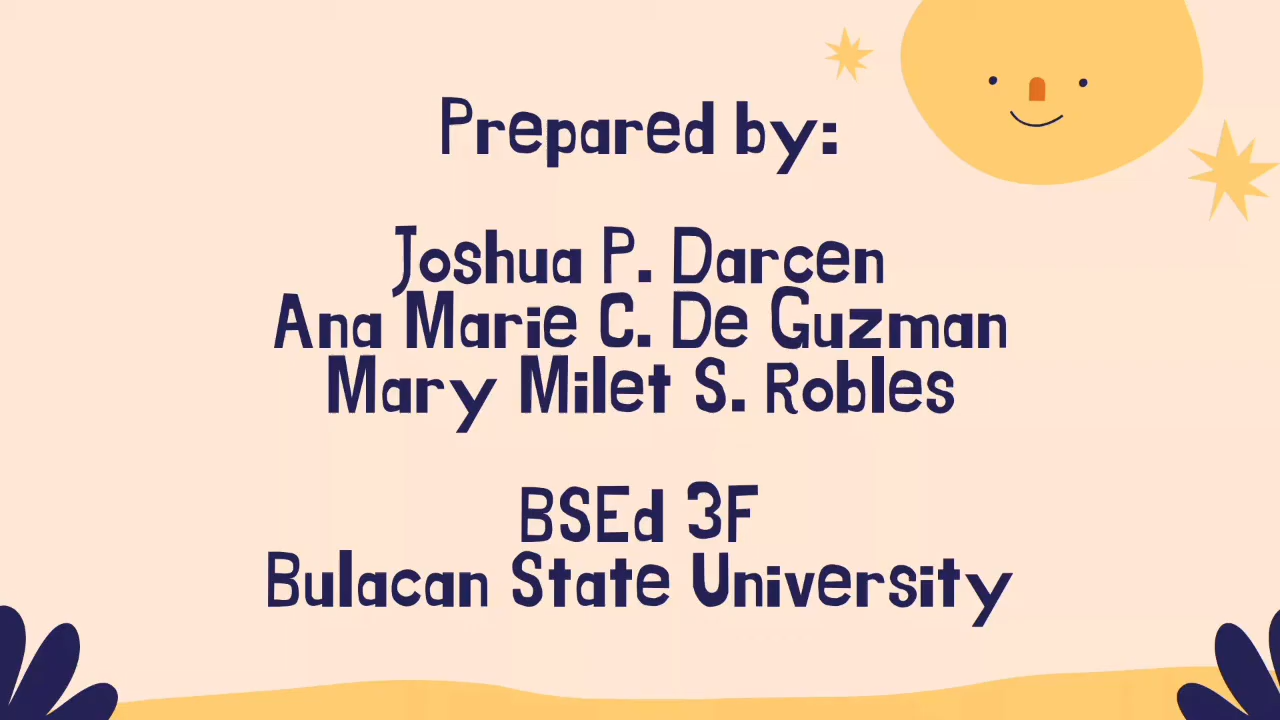 Prepared by:
Joshua P. Darcen
Ana Marie C. De Guzman
Mary Milet S. Robles
BSEd 3F
Bulacan State University